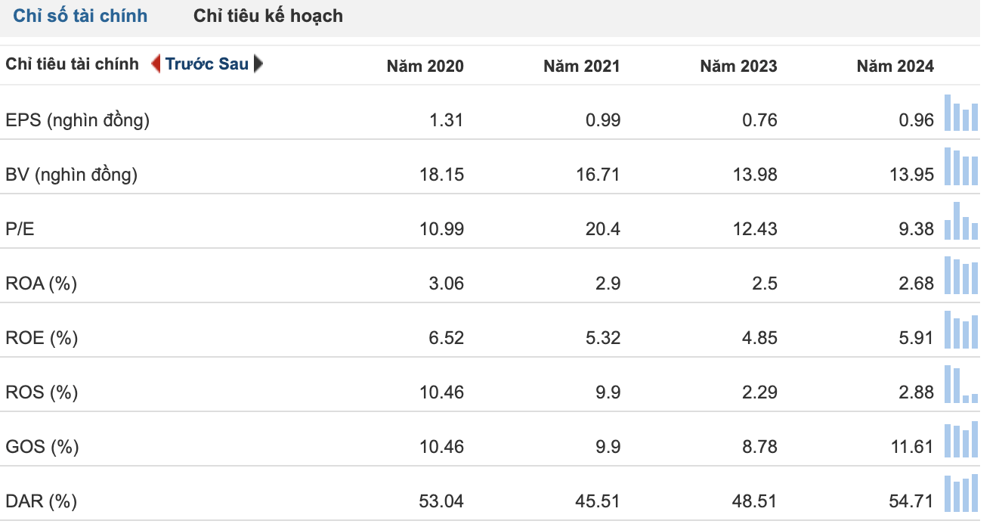 Chỉ số tài chính Chỉ tiêu kế hoạch
Chỉ tiêu tài chính Trước Sau Năm 2020 Năm 2021 Năm 2023 Năm 2024
EPS (nghìn đồng) 1.31 0.99 0.76 0.96
BV (nghìn đồng) 18.15 16.71 13.98 13.95
P/E 10.99 20.4 12.43 9.38
ROA (%) 3.06 2.9 2.5 2.68
ROE (%) 6.52 5.32 4.85 5.91
ROS (%) 10.46 9.9 2.29 2.88
GOS (%) 10.46 9.9 8.78 11.61
DAR (%) 53.04 45.51 48.51 54.71